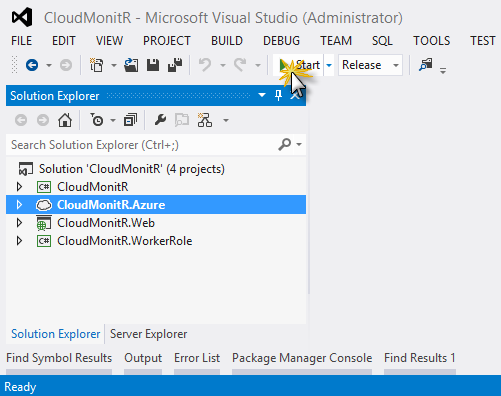 CloudMonitR - Microsoft Visual Studio (Administrator)
FILE EDIT VIEW PROJECT BUILD DEBUG TEAM SQL TOOLS TEST
Start Release
Solution Explorer
Search Solution Explorer (Ctrl+;)
Solution 'CloudMonitR' (4 projects)
C# CloudMonitR
CloudMonitR.Azure
CloudMonitR.Web
C# CloudMonitR.WorkerRole
Solution Explorer Server Explorer
Find Symbol Results Output Error List Package Manager Console Find Results 1
Ready